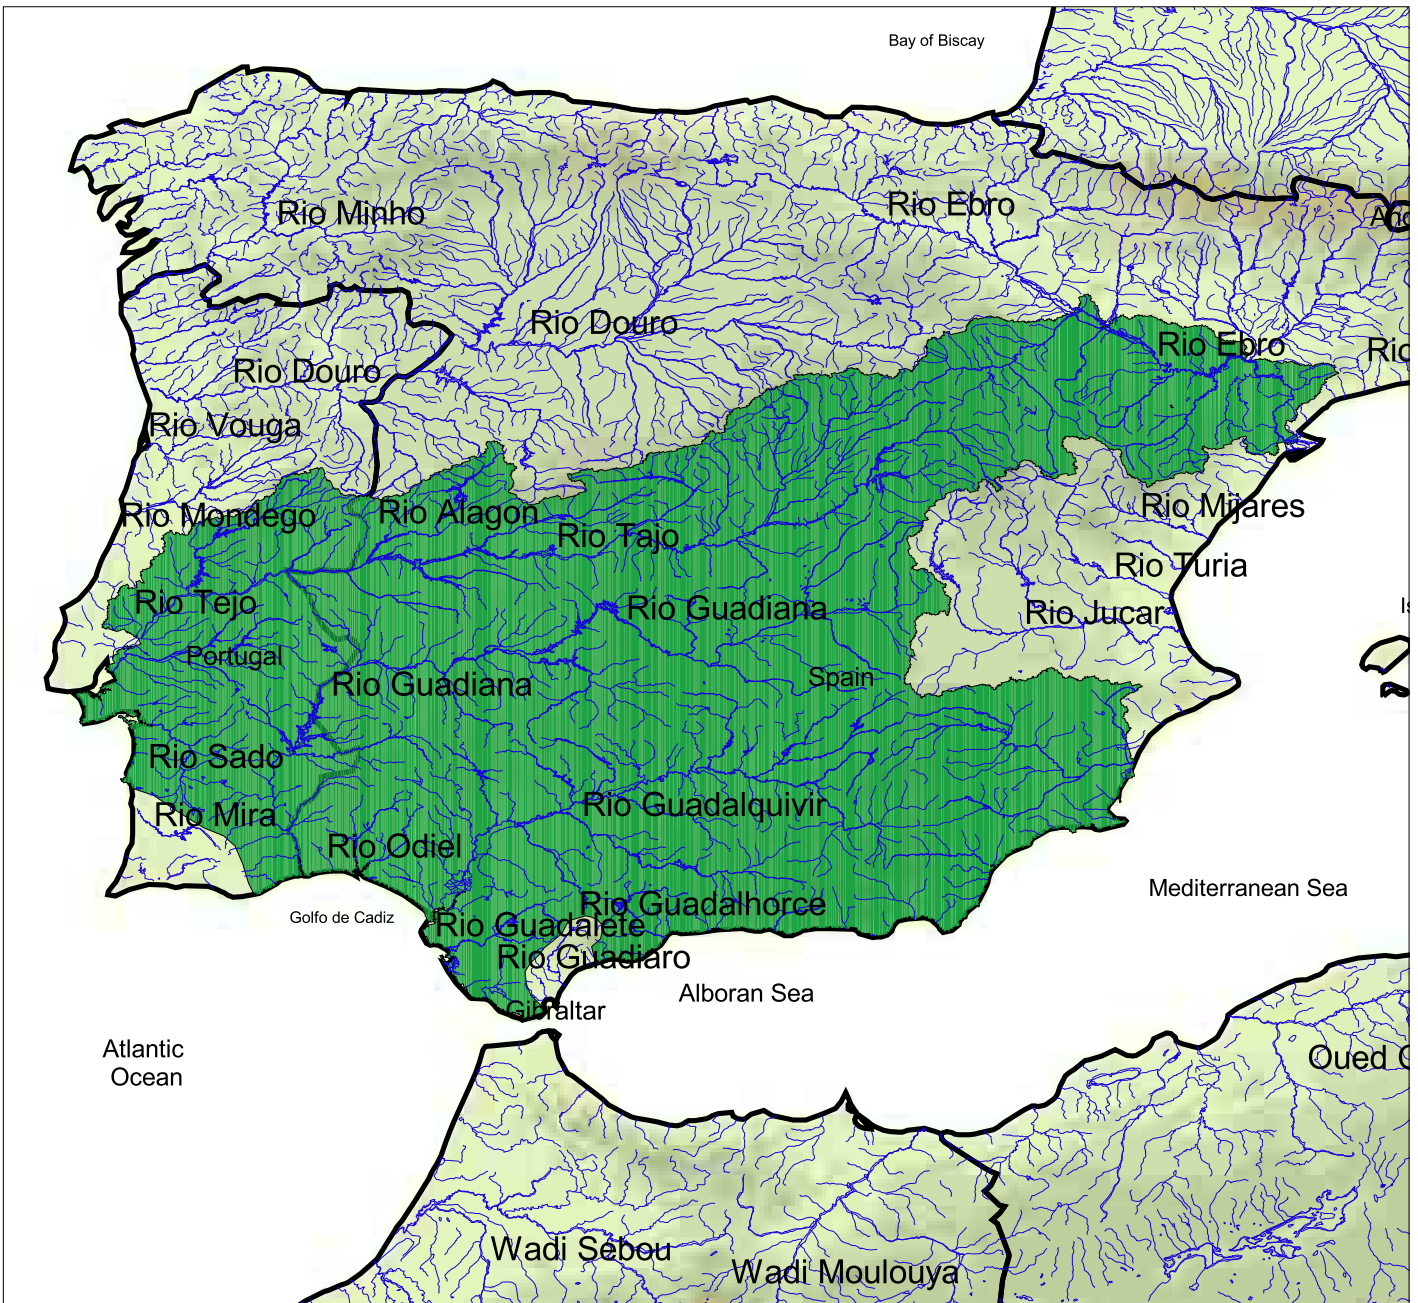 Bay of Biscay
Rio Minho
Rio Ebro
Rio Douro
Rio Douro
Rio Ebro
Rio Vouga
Rio Mondego
Rio Alagon
Rio Tajo
Rio Mijares
Rio Turia
Rio Tejo
Rio Guadiana
Rio Jucar
Portugal
Rio Guadiana
Spain
Rio Sado
Rio Mira
Rio Guadalquivir
Rio Odiel
Mediterranean Sea
Golfo de Cadiz
Rio Guadalhorce
Rio Guadalete
Rio Guadiaro
Alboran Sea
Gibraltar
Atlantic
Ocean
Oued
Wadi Sebou
Wadi Moulouya